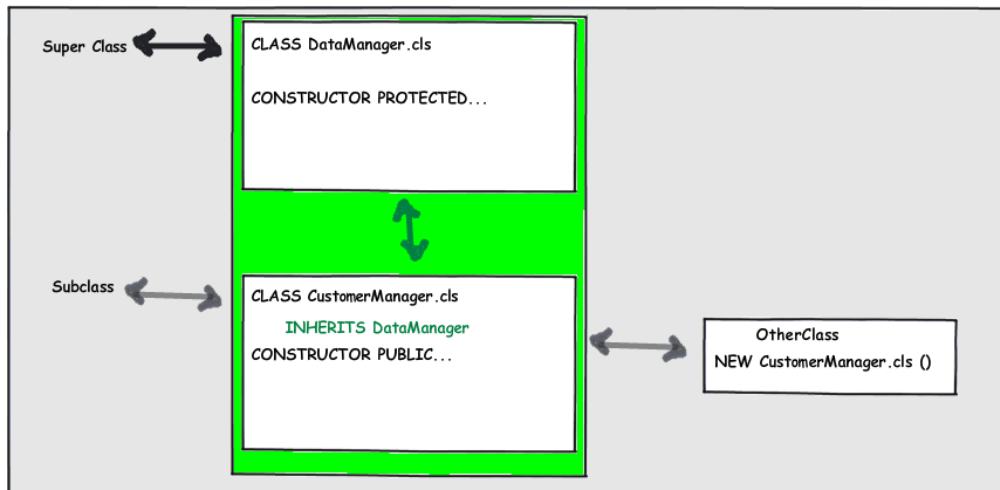 Super Class
CLASS DataManager.cls
CONSTRUCTOR PROTECTED...
Subclass
CLASS CustomerManager.cls
INHERITS DataManager
CONSTRUCTOR PUBLIC...
OtherClass
NEW CustomerManager.cls ()